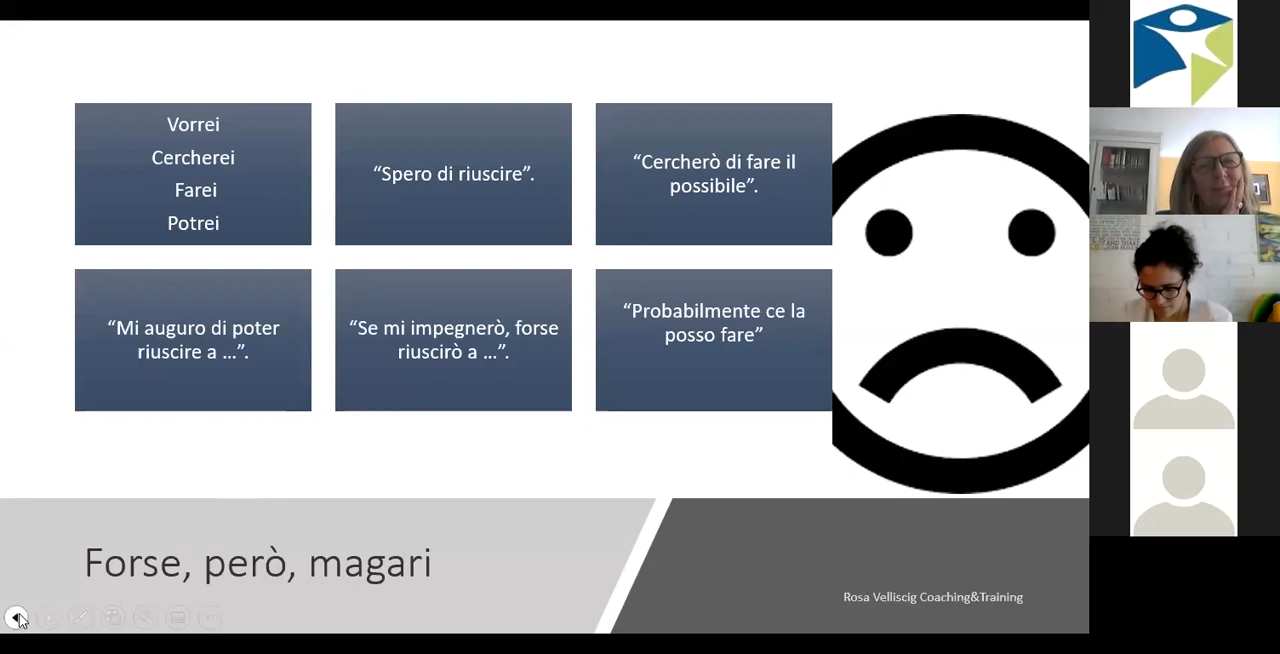 Vorrei
Cercherei
Farei
Potrei
“Spero di riuscire”.
“Cercherò di fare il
possibile”.
“Mi auguro di poter
riuscire a …”.
“Se mi impegnerò, forse
riuscirò a …”.
“Probabilmente ce la
posso fare”
Forse, però, magari
Rosa Velliscig Coaching&Training